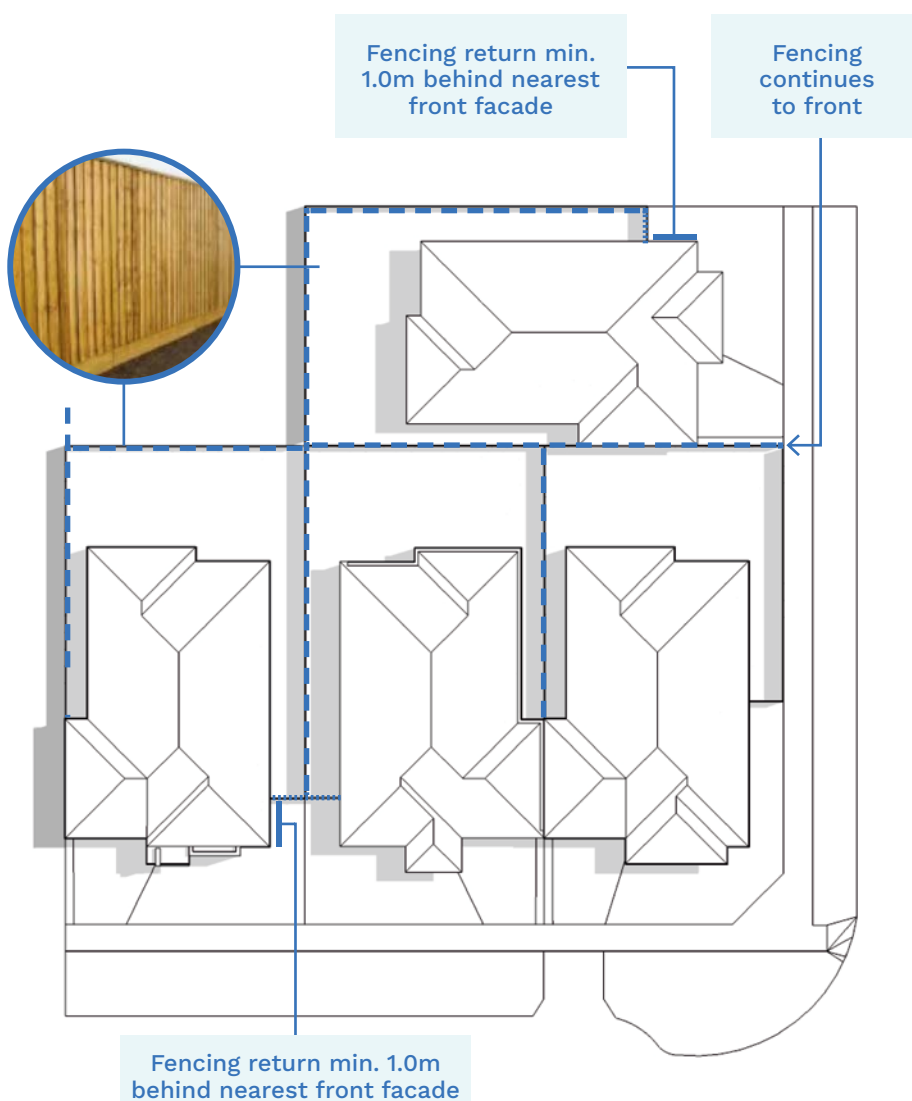 Fencing return min.
1.0m behind nearest
front facade
Fencing
continues
to front
Fencing return min. 1.0m
behind nearest front facade